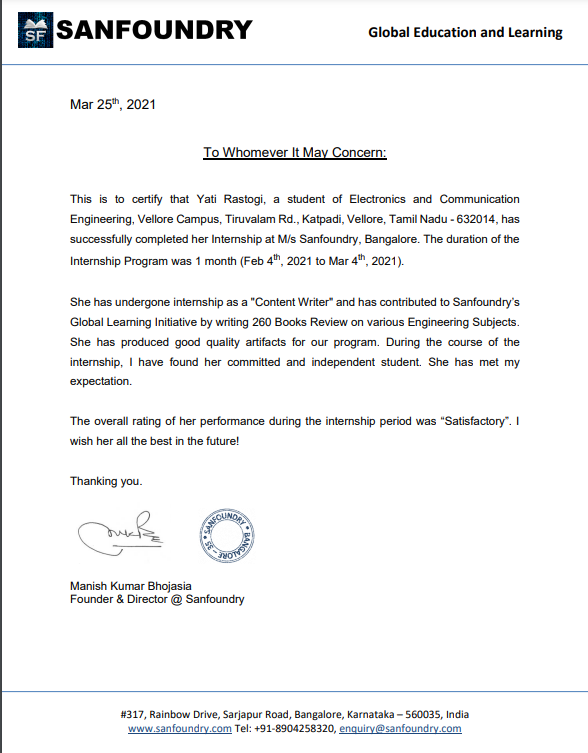 SF SANFOUNDRY
Global Education and Learning
Mar 25th, 2021
To Whomever It May Concern:
This is to certify that Yati Rastogi, a student of Electronics and Communication
Engineering, Vellore Campus, Tiruvalam Rd., Katpadi, Vellore, Tamil Nadu - 632014, has
successfully completed her Internship at M/s Sanfoundry, Bangalore. The duration of the
Internship Program was 1 month (Feb 4th, 2021 to Mar 4th, 2021).
She has undergone internship as a "Content Writer" and has contributed to Sanfoundry's
Global Learning Initiative by writing 260 Books Review on various Engineering Subjects.
She has produced good quality artifacts for our program. During the course of the
internship, I have found her committed and independent student. She has met my
expectation.
The overall rating of her performance during the internship period was “Satisfactory”. I
wish her all the best in the future!
Thanking you.
SANFOUNDRY * BANGALORE-35 *
Manish Kumar Bhojasia
Founder & Director @ Sanfoundry
#317, Rainbow Drive, Sarjapur Road, Bangalore, Karnataka – 560035, India
www.sanfoundry.com Tel: +91-8904258320, enquiry@sanfoundry.com